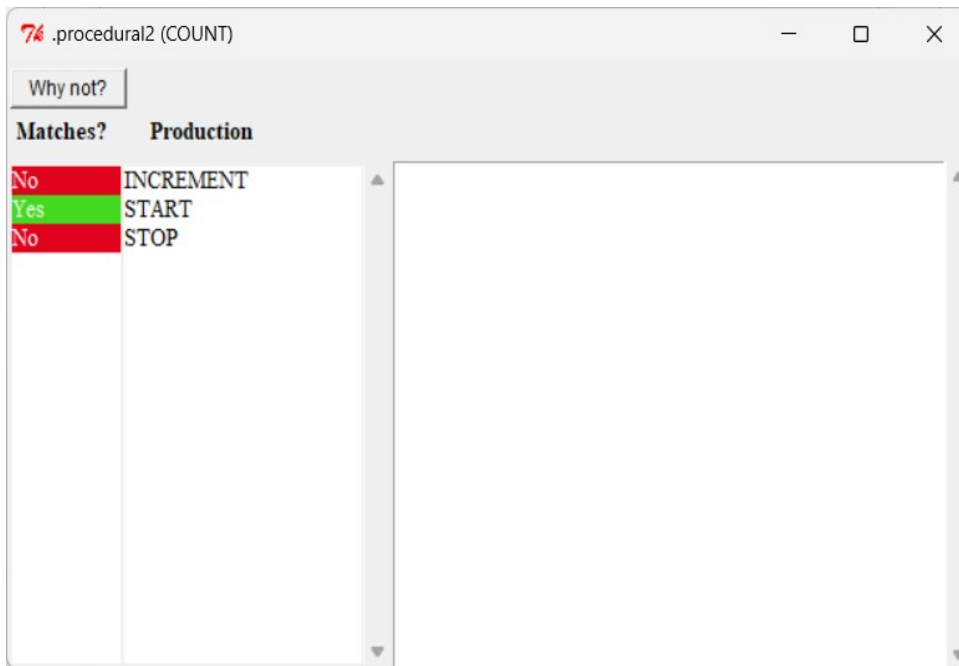 .procedural2 (COUNT)
Why not?
Matches? Production
No INCREMENT
Yes START
No STOP